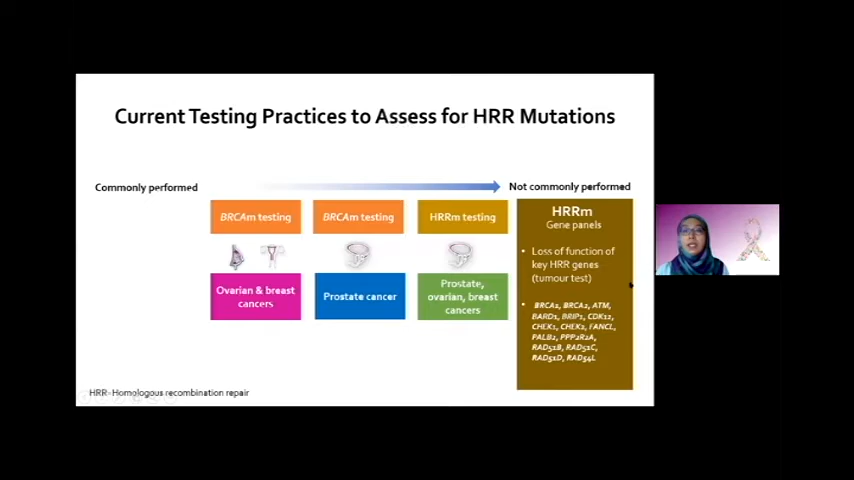 Current Testing Practices to Assess for HRR Mutations
Commonly performed
Not commonly performed
BRCAm testing
BRCAm testing
HRRm testing
HRRm
Gene panels
Ovarian & breast
cancers
Prostate cancer
Prostate,
ovarian, breast
cancers
• Loss of function of
key HRR genes
(tumour test)
• BRCA1, BRCA2, ATM,
BARD1, BRIP1, CDK12,
CHEK1, CHEK2, FANCL,
PALB2, PPP2R2A,
RAD51B, RAD51C,
RAD51D, RAD54L
HRR- Homologous recombination repair